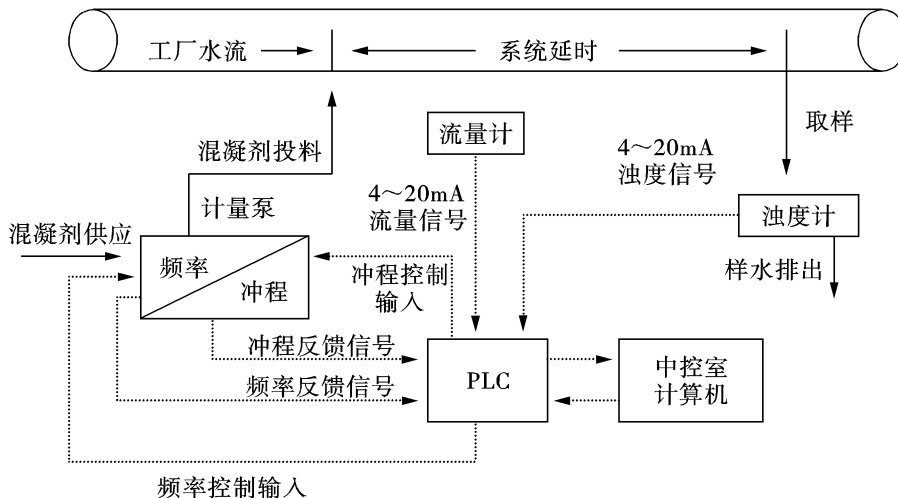 工厂水流
系统延时
取样
流量计
混凝剂投料
4～20mA
流量信号
4～20mA
浊度信号
计量泵
浊度计
混凝剂供应
样水排出
频率
冲程
冲程控制
输入
冲程反馈信号
频率反馈信号
PLC
中控室
计算机
频率控制输入